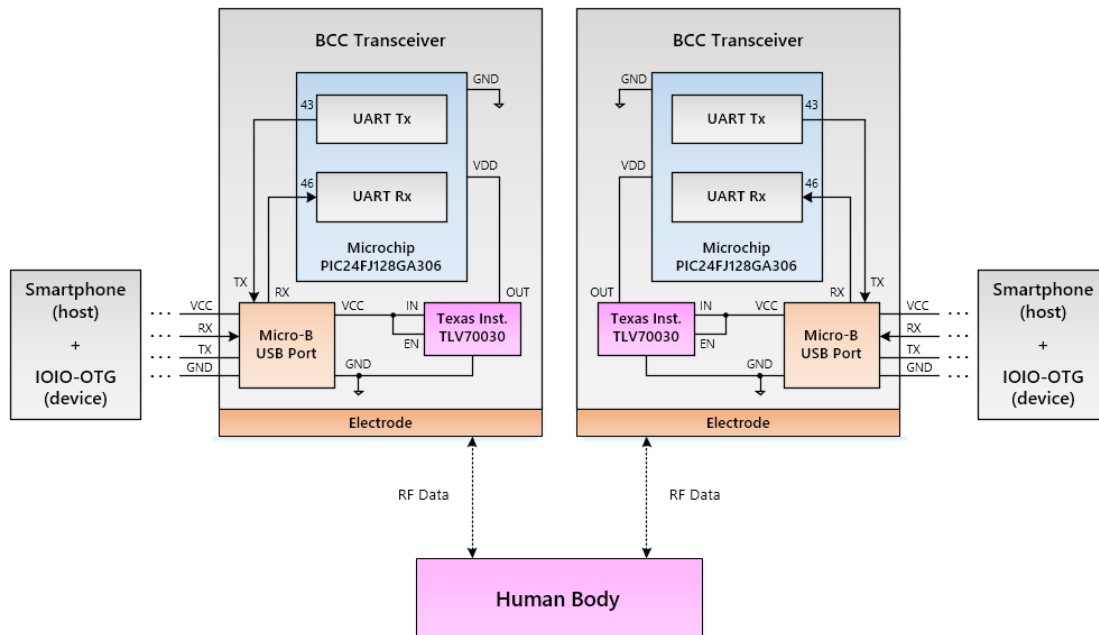 BCC Transceiver
GND
43
UART Tx
VDD
46
UART Rx
Microchip
PIC24FJ128GA306
TX
RX
OUT
Smartphone
(host)
+
IOIO-OTG
(device)
VCC
RX
TX
GND
Micro-B
USB Port
VCC
IN
EN
GND
Texas Inst.
TLV70030
Electrode
BCC Transceiver
GND
43
UART Tx
VDD
46
UART Rx
Microchip
PIC24FJ128GA306
TX
RX
OUT
Texas Inst.
TLV70030
IN
EN
VCC
GND
Micro-B
USB Port
VCC
RX
TX
GND
Smartphone
(host)
+
IOIO-OTG
(device)
Electrode
RF Data
RF Data
Human Body